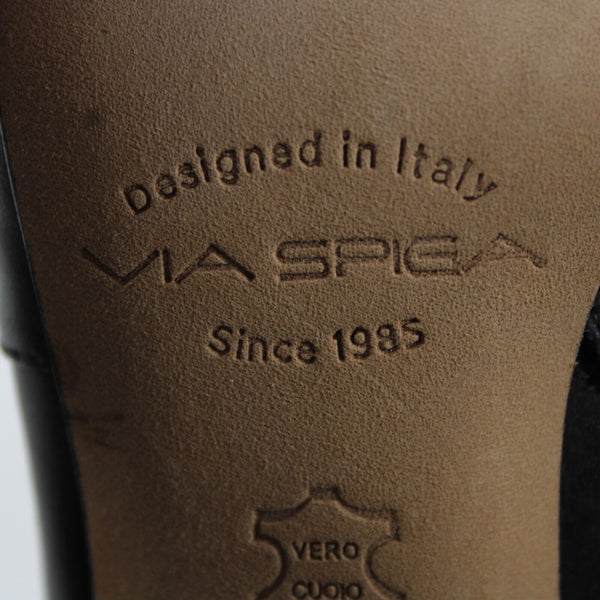 Designed in Italy
VIA SPIGA
Since 1985
VERO
CUOIO